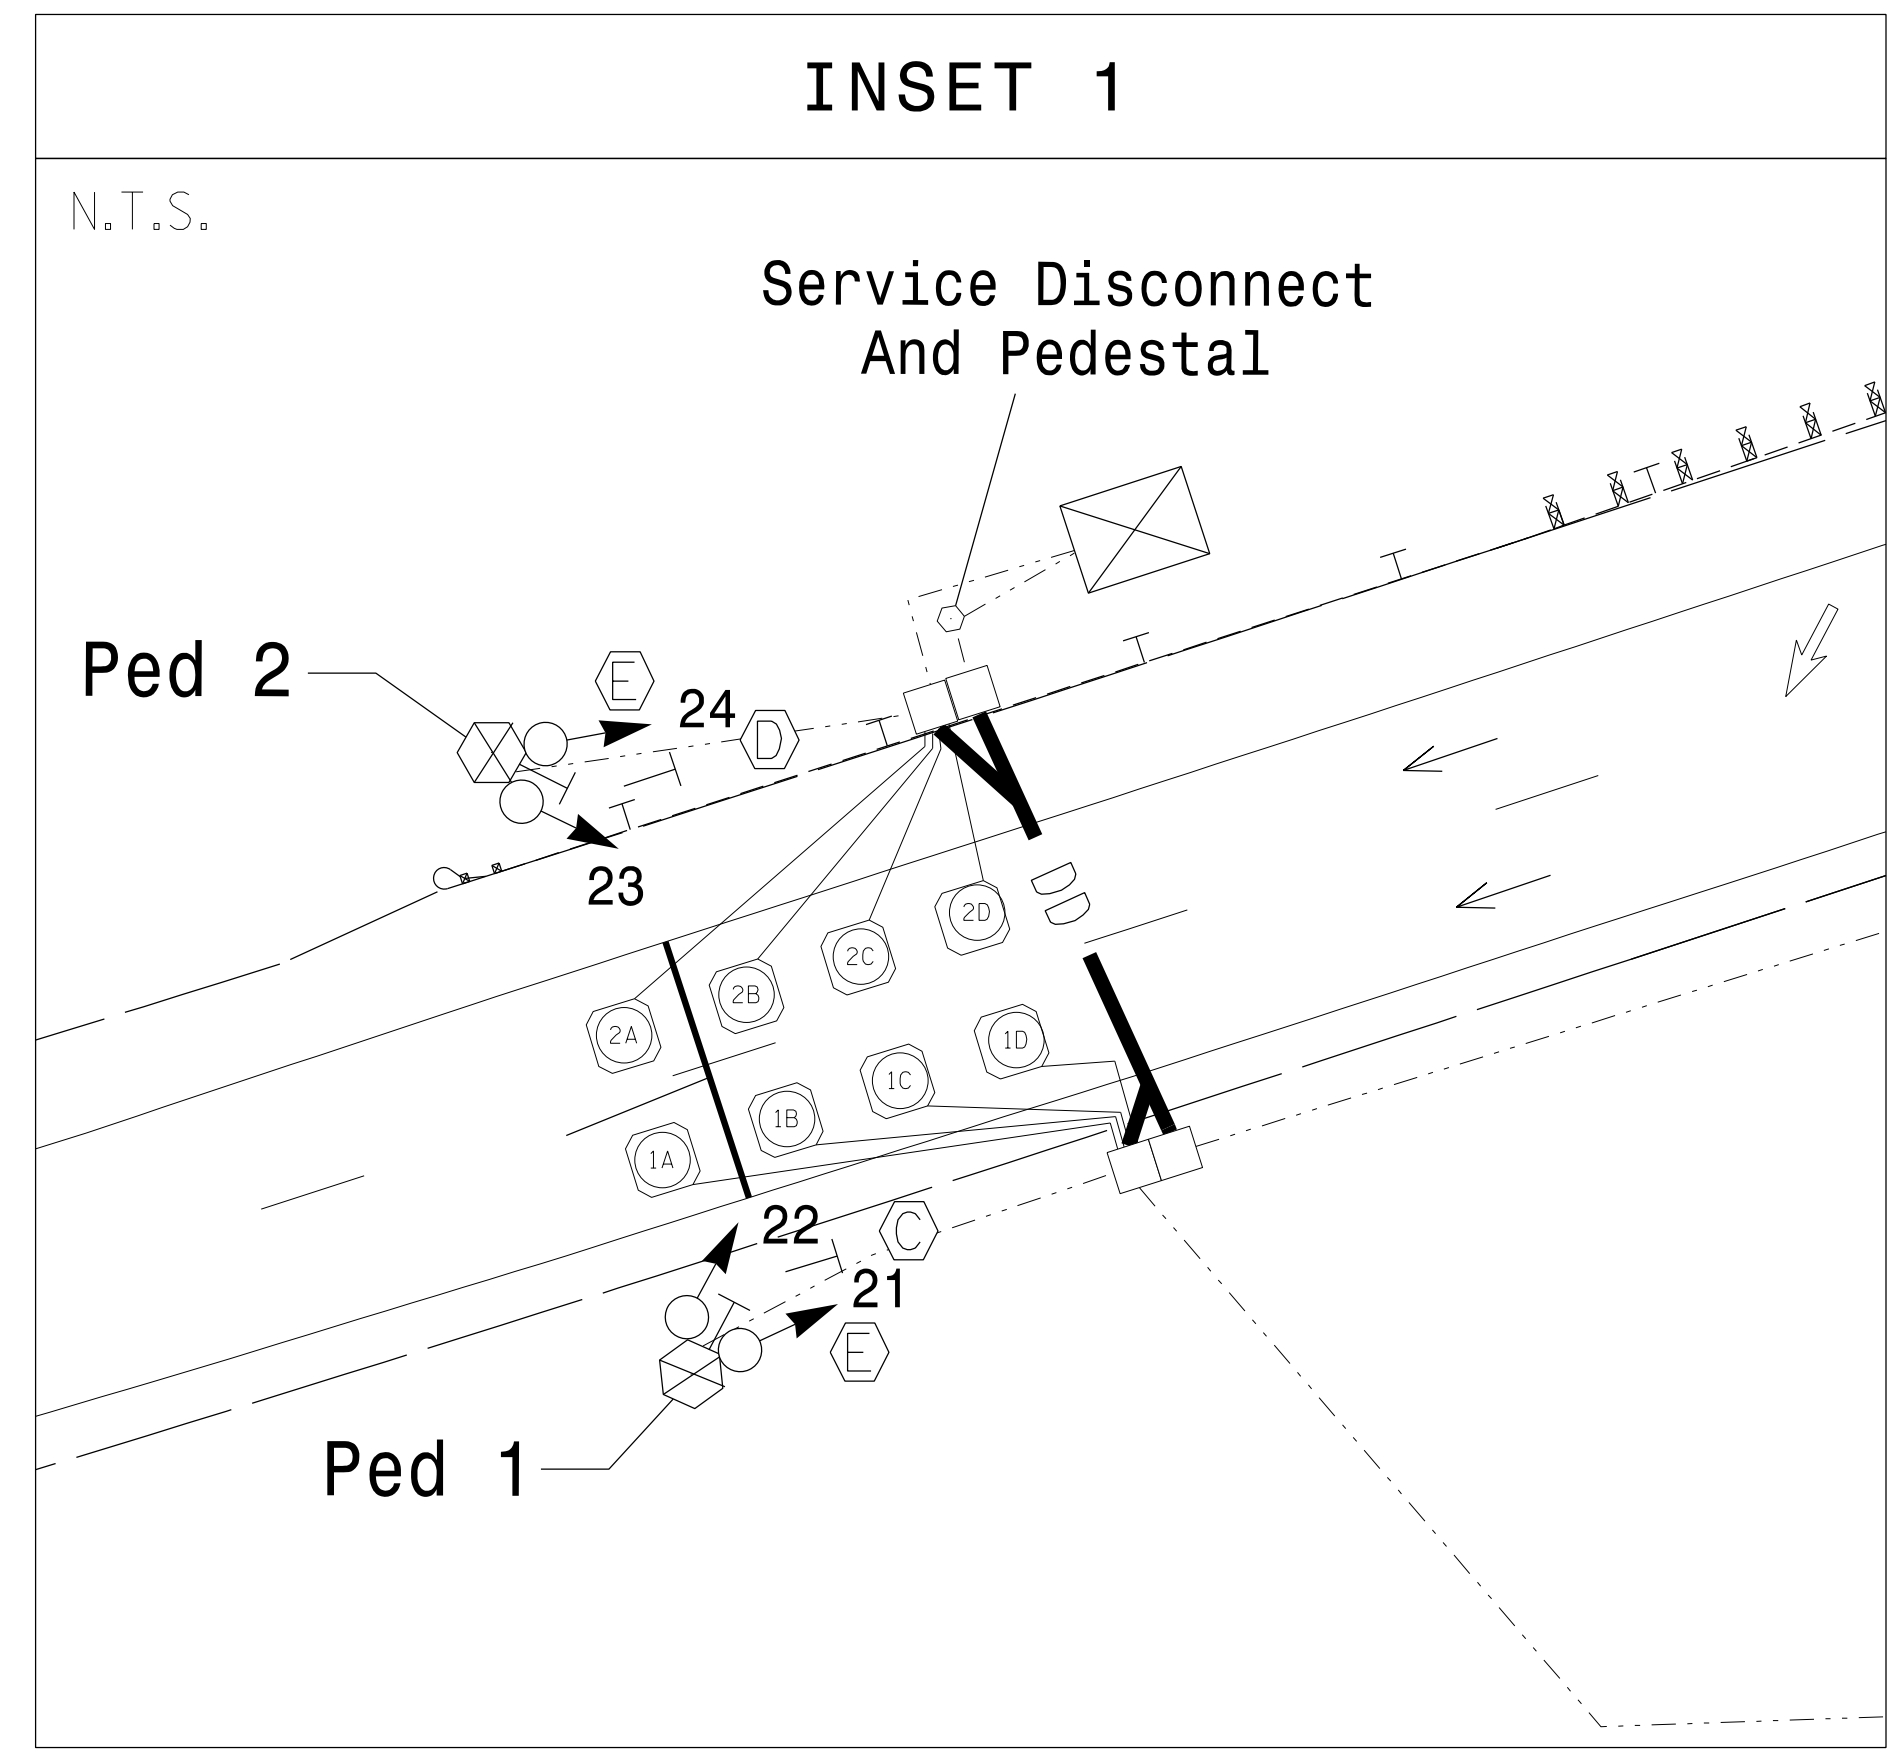 INSET 1
N.T.S.
Service Disconnect
And Pedestal
Ped 2
E
24
D
23
DD
2D
2C
2B
2A
1D
1C
1B
1A
22
C
21
E
Ped 1